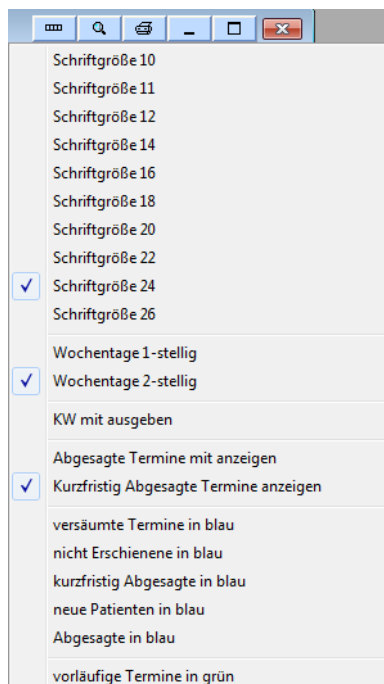 Schriftgröße 10
Schriftgröße 11
Schriftgröße 12
Schriftgröße 14
Schriftgröße 16
Schriftgröße 18
Schriftgröße 20
Schriftgröße 22
Schriftgröße 24
Schriftgröße 26
Wochentage 1-stellig
Wochentage 2-stellig
KW mit ausgeben
Abgesagte Termine mit anzeigen
Kurzfristig Abgesagte Termine anzeigen
versäumte Termine in blau
nicht Erschienene in blau
kurzfristig Abgesagte in blau
neue Patienten in blau
Abgesagte in blau
vorläufige Termine in grün